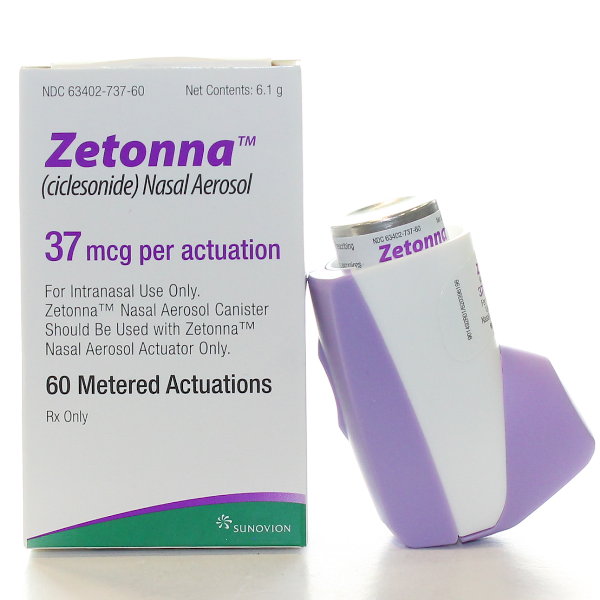 NDC 63402-737-60 Net Contents: 6.1 g
Zetonna™
(ciclesonide) Nasal Aerosol
37 mcg per actuation
For Intranasal Use Only.
Zetonna™ Nasal Aerosol Canister
Should Be Used with Zetonna™
Nasal Aerosol Actuator Only.
60 Metered Actuations
Rx Only
SUNOVION
NDC 63402-737-60
Zetonna